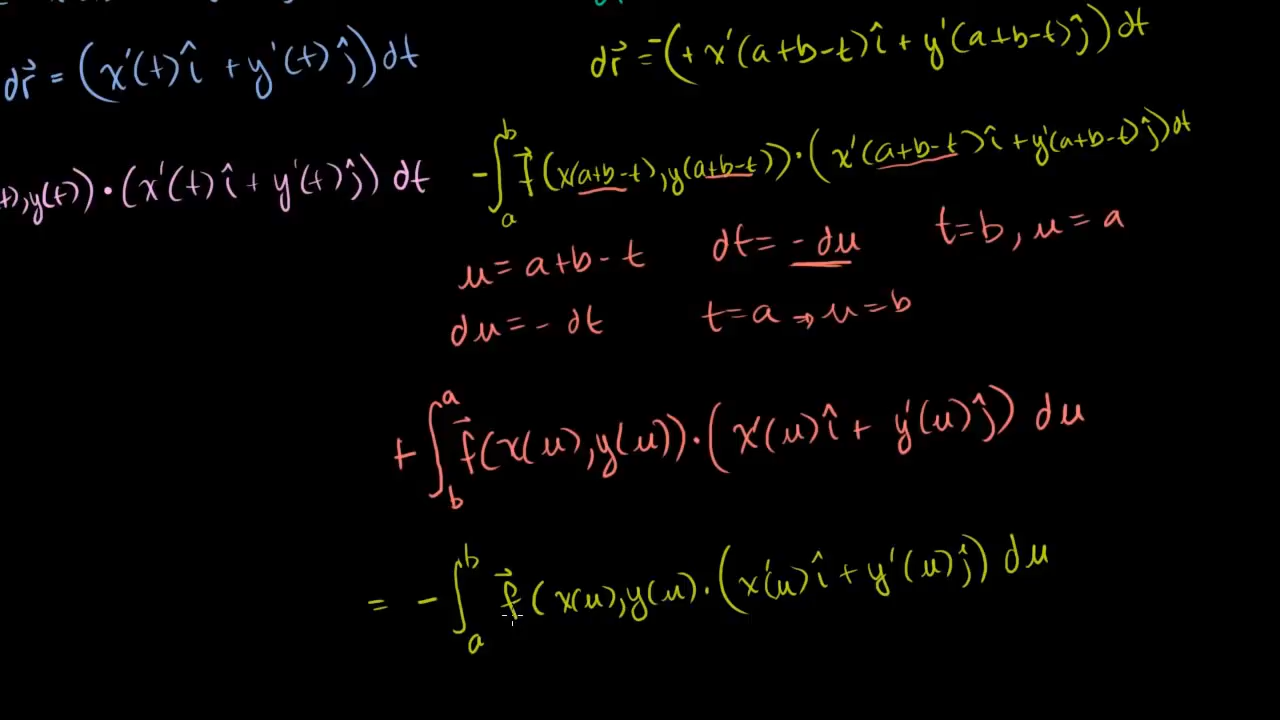 dr⃗ = (x'(t)î + y'(t)ĵ)dt
dr⃗ = -(+x'(a+b-t)î + y'(a+b-t)ĵ)dt
-∫_a^b f⃗(x(a+b-t), y(a+b-t))·(x'(a+b-t)î + y'(a+b-t)ĵ)dt
t), y(t))·(x'(t)î + y'(t)ĵ)dt
u = a+b-t dt = -du t=b, u = a
du = -dt t=a ⇒ u=b
+∫_b^a f⃗(x(u), y(u))·(x'(u)î + y'(u)ĵ) du
= -∫_a^b f⃗(x(u), y(u)·(x'(u)î + y'(u)ĵ) du